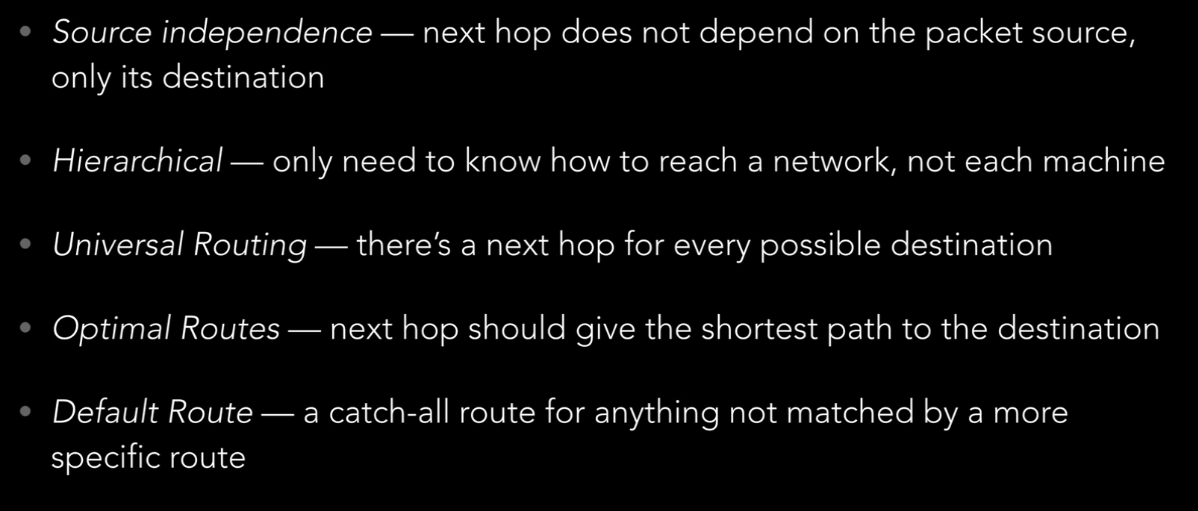 • Source independence — next hop does not depend on the packet source,
only its destination
• Hierarchical — only need to know how to reach a network, not each machine
• Universal Routing — there’s a next hop for every possible destination
• Optimal Routes — next hop should give the shortest path to the destination
• Default Route — a catch-all route for anything not matched by a more
specific route